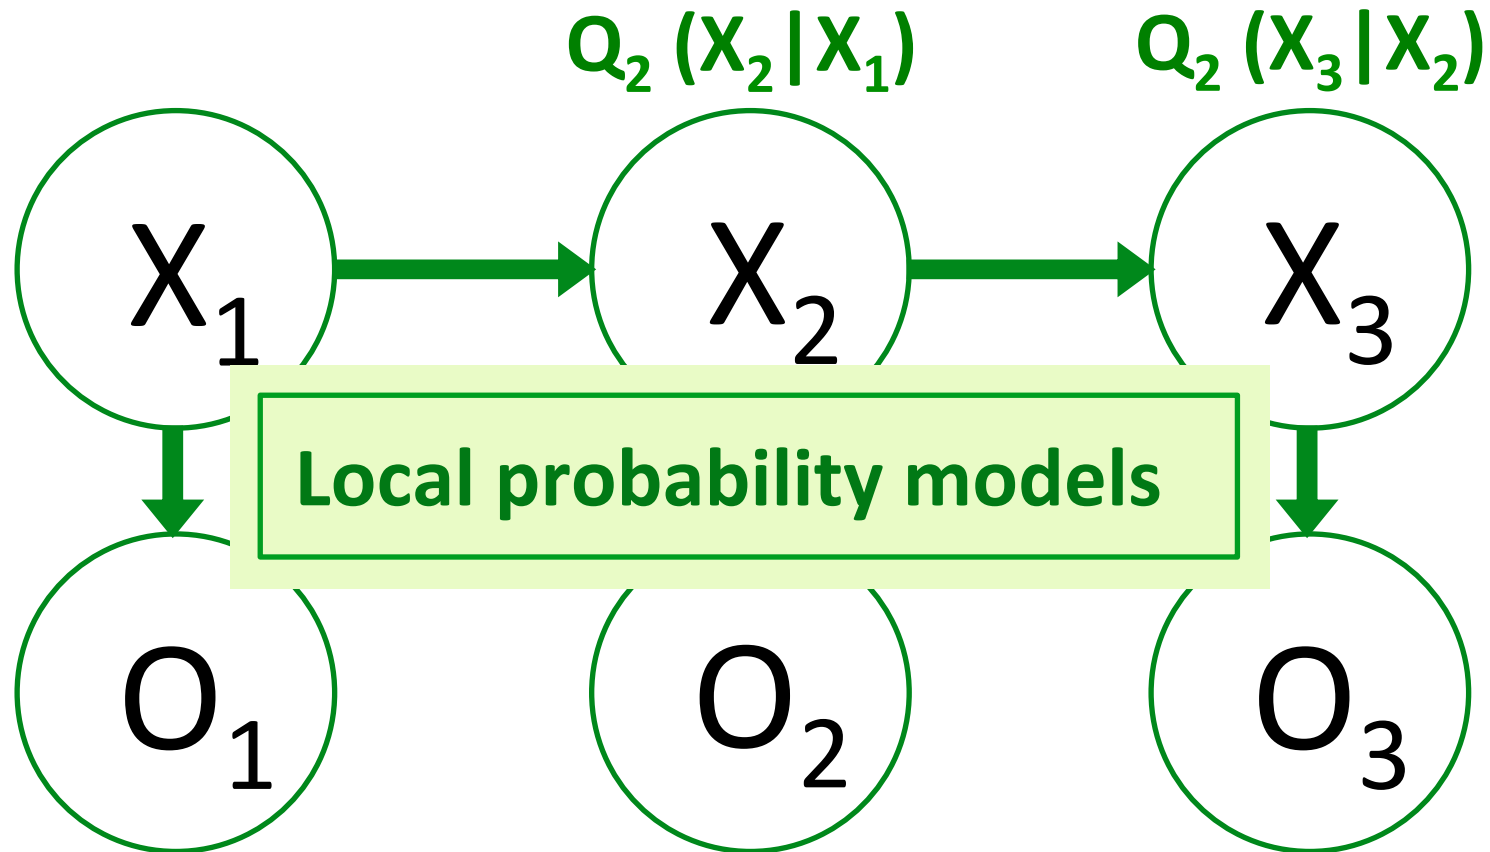 Q₂ (X₂|X₁) Q₂ (X₃|X₂)
X₁ X₂ X₃
Local probability models
O₁ O₂ O₃